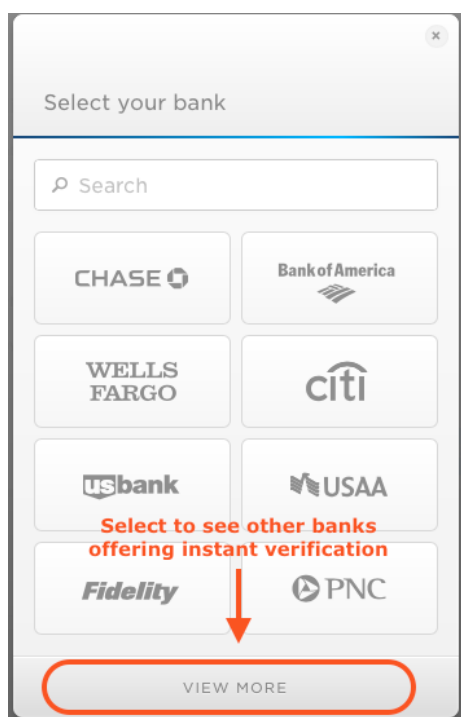 Select your bank
Search
CHASE
Bank of America
WELLS
FARGO
citi
usbank
USAA
Select to see other banks
offering instant verification
Fidelity
PNC
VIEW MORE